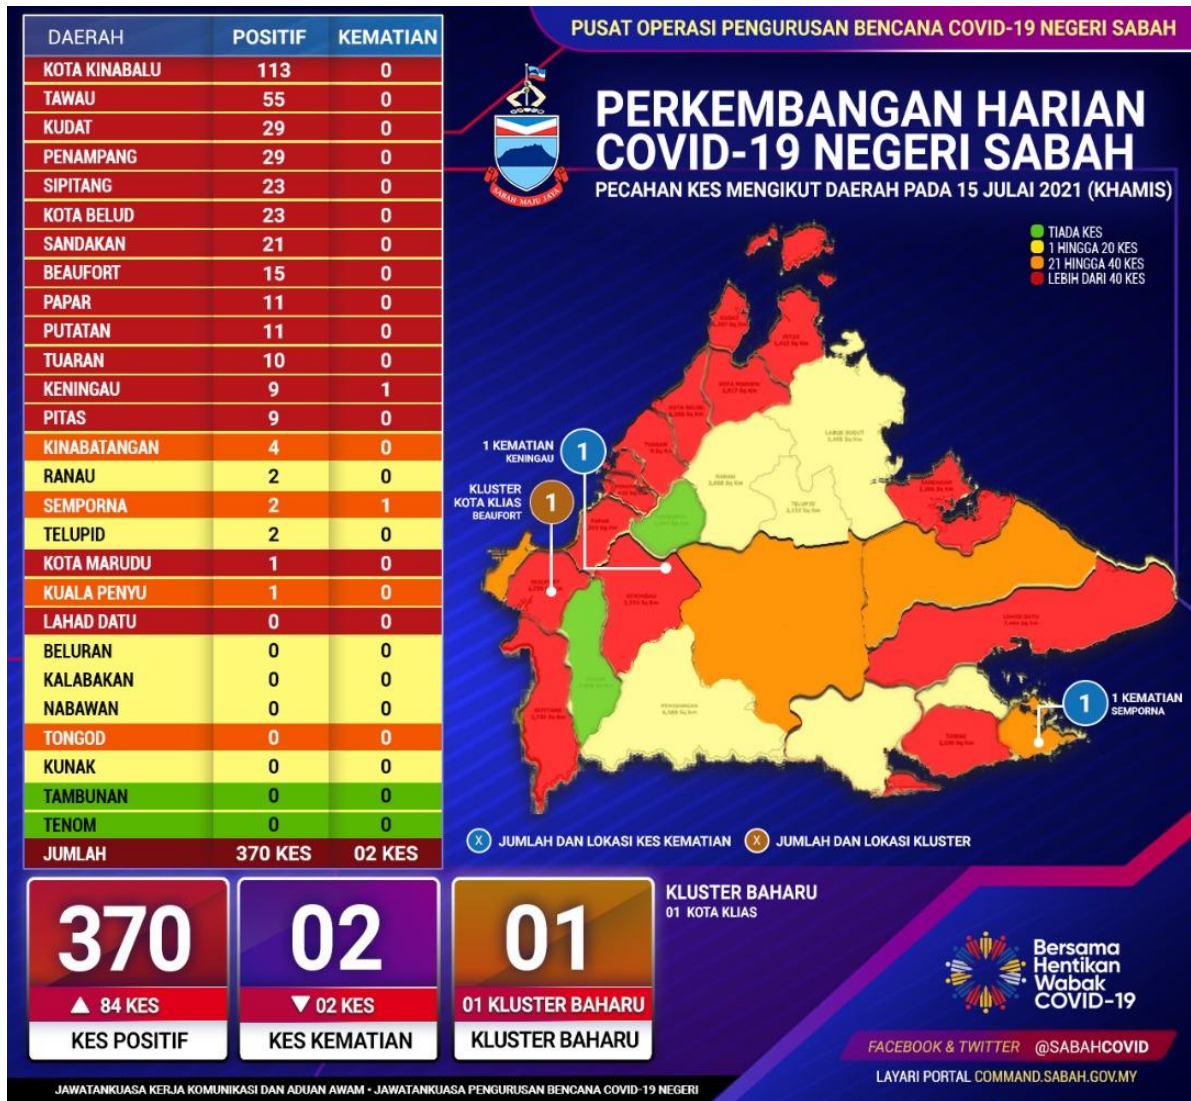 DAERAH POSITIF KEMATIAN
KOTA KINABALU 113 0
TAWAU 55 0
KUDAT 29 0
PENAMPANG 29 0
SIPITANG 23 0
KOTA BELUD 23 0
SANDAKAN 21 0
BEAUFORT 15 0
PAPAR 11 0
PUTATAN 11 0
TUARAN 10 0
KENINGAU 9 1
PITAS 9 0
KINABATANGAN 4 0
RANAU 2 0
SEMPORNA 2 1
TELUPID 2 0
KOTA MARUDU 1 0
KUALA PENYU 1 0
LAHAD DATU 0 0
BELURAN 0 0
KALABAKAN 0 0
NABAWAN 0 0
TONGOD 0 0
KUNAK 0 0
TAMBUNAN 0 0
TENOM 0 0
JUMLAH 370 KES 02 KES
PUSAT OPERASI PENGURUSAN BENCANA COVID-19 NEGERI SABAH
SABAH MAJU JAYA
PERKEMBANGAN HARIAN
COVID-19 NEGERI SABAH
PECAHAN KES MENGIKUT DAERAH PADA 15 JULAI 2021 (KHAMIS)
TIADA KES
1 HINGGA 20 KES
21 HINGGA 40 KES
LEBIH DARI 40 KES
1 KEMATIAN
KENINGAU
1
KLUSTER
KOTA KLIAS
BEAUFORT
1
1
1 KEMATIAN
SEMPORNA
X JUMLAH DAN LOKASI KES KEMATIAN
X JUMLAH DAN LOKASI KLUSTER
370
84 KES
KES POSITIF
02
02 KES
KES KEMATIAN
01
01 KLUSTER BAHARU
KLUSTER BAHARU
KLUSTER BAHARU
01 KOTA KLIAS
Bersama
Hentikan
Wabak
COVID-19
FACEBOOK & TWITTER @SABAHCOVID
LAYARI PORTAL COMMAND.SABAH.GOV.MY
JAWATANKUASA KERJA KOMUNIKASI DAN ADUAN AWAM - JAWATANKUASA PENGURUSAN BENCANA COVID-19 NEGERI